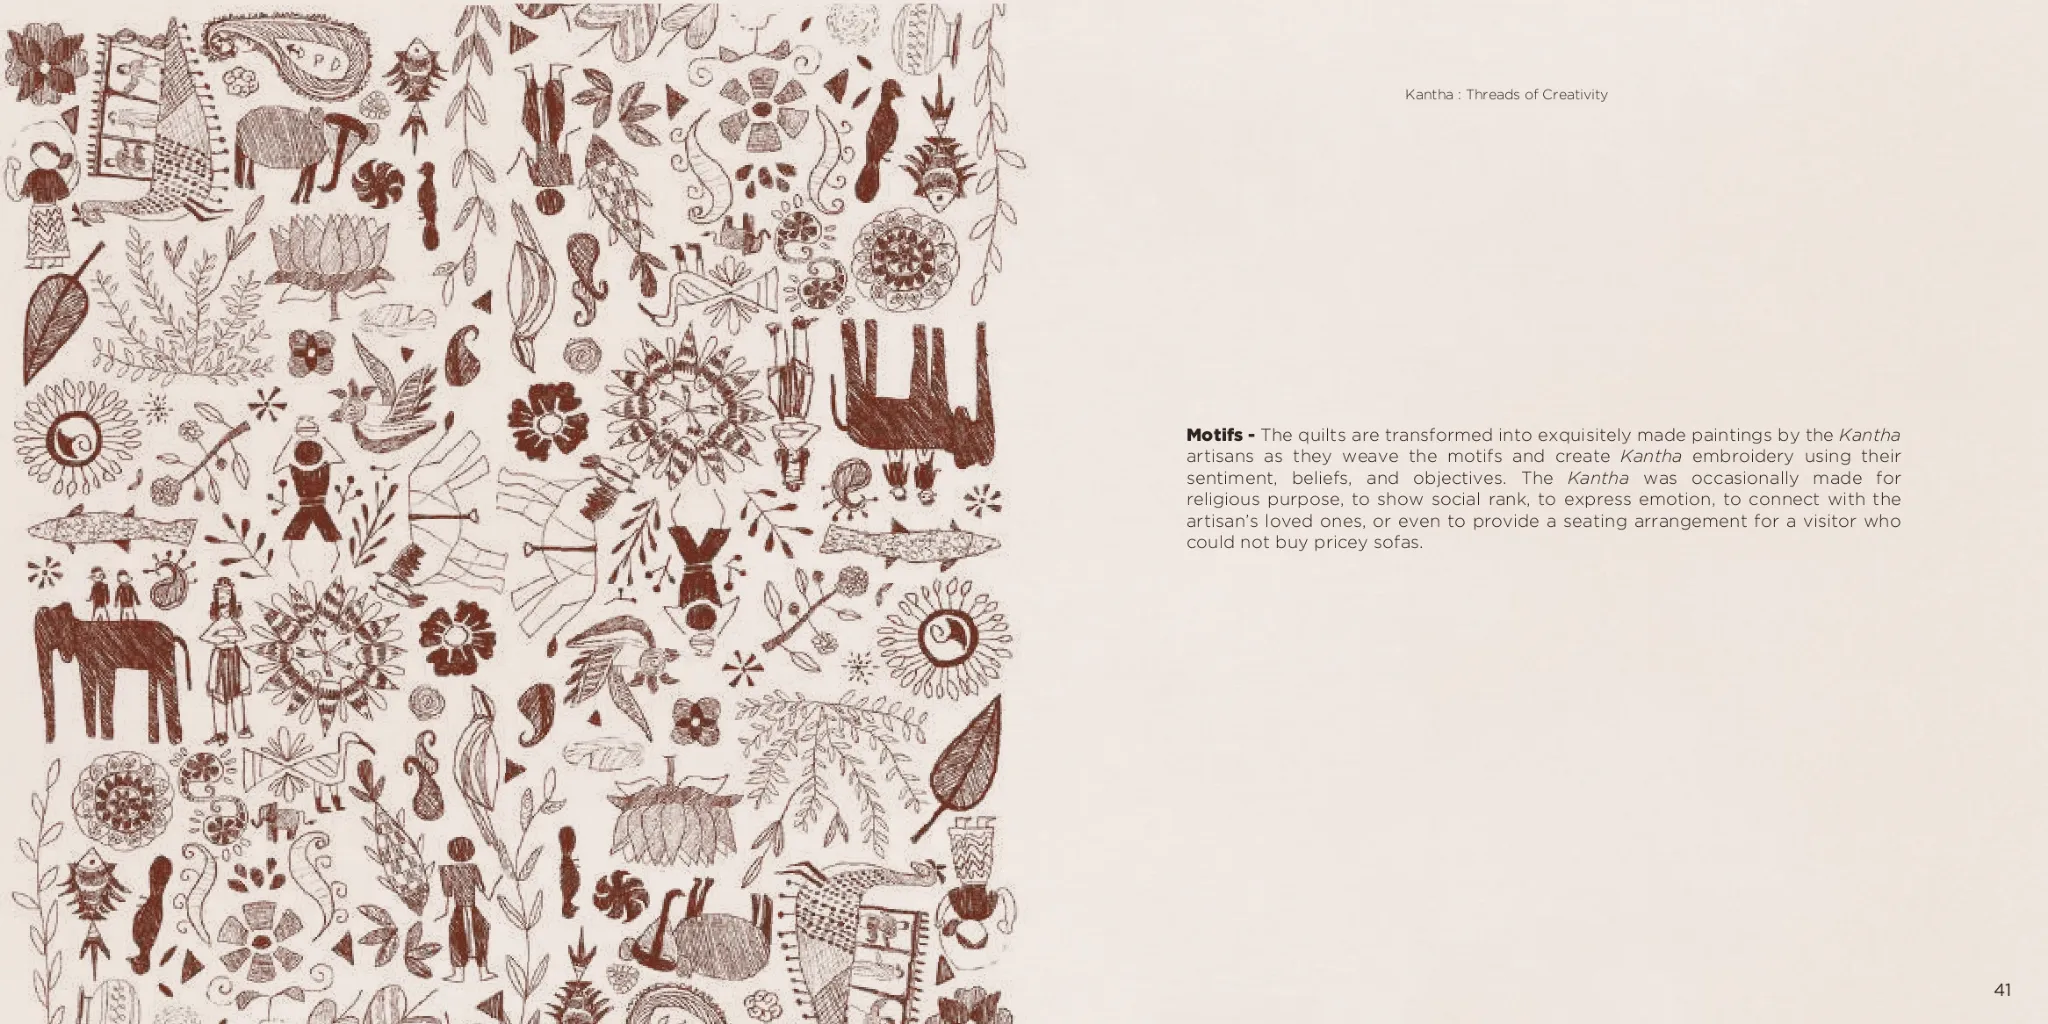 Kantha : Threads of Creativity
Motifs - The quilts are transformed into exquisitely made paintings by the Kantha
artisans as they weave the motifs and create Kantha embroidery using their
sentiment, beliefs, and objectives. The Kantha was occasionally made for
religious purpose, to show social rank, to express emotion, to connect with the
artisan's loved ones, or even to provide a seating arrangement for a visitor who
could not buy pricey sofas.
41